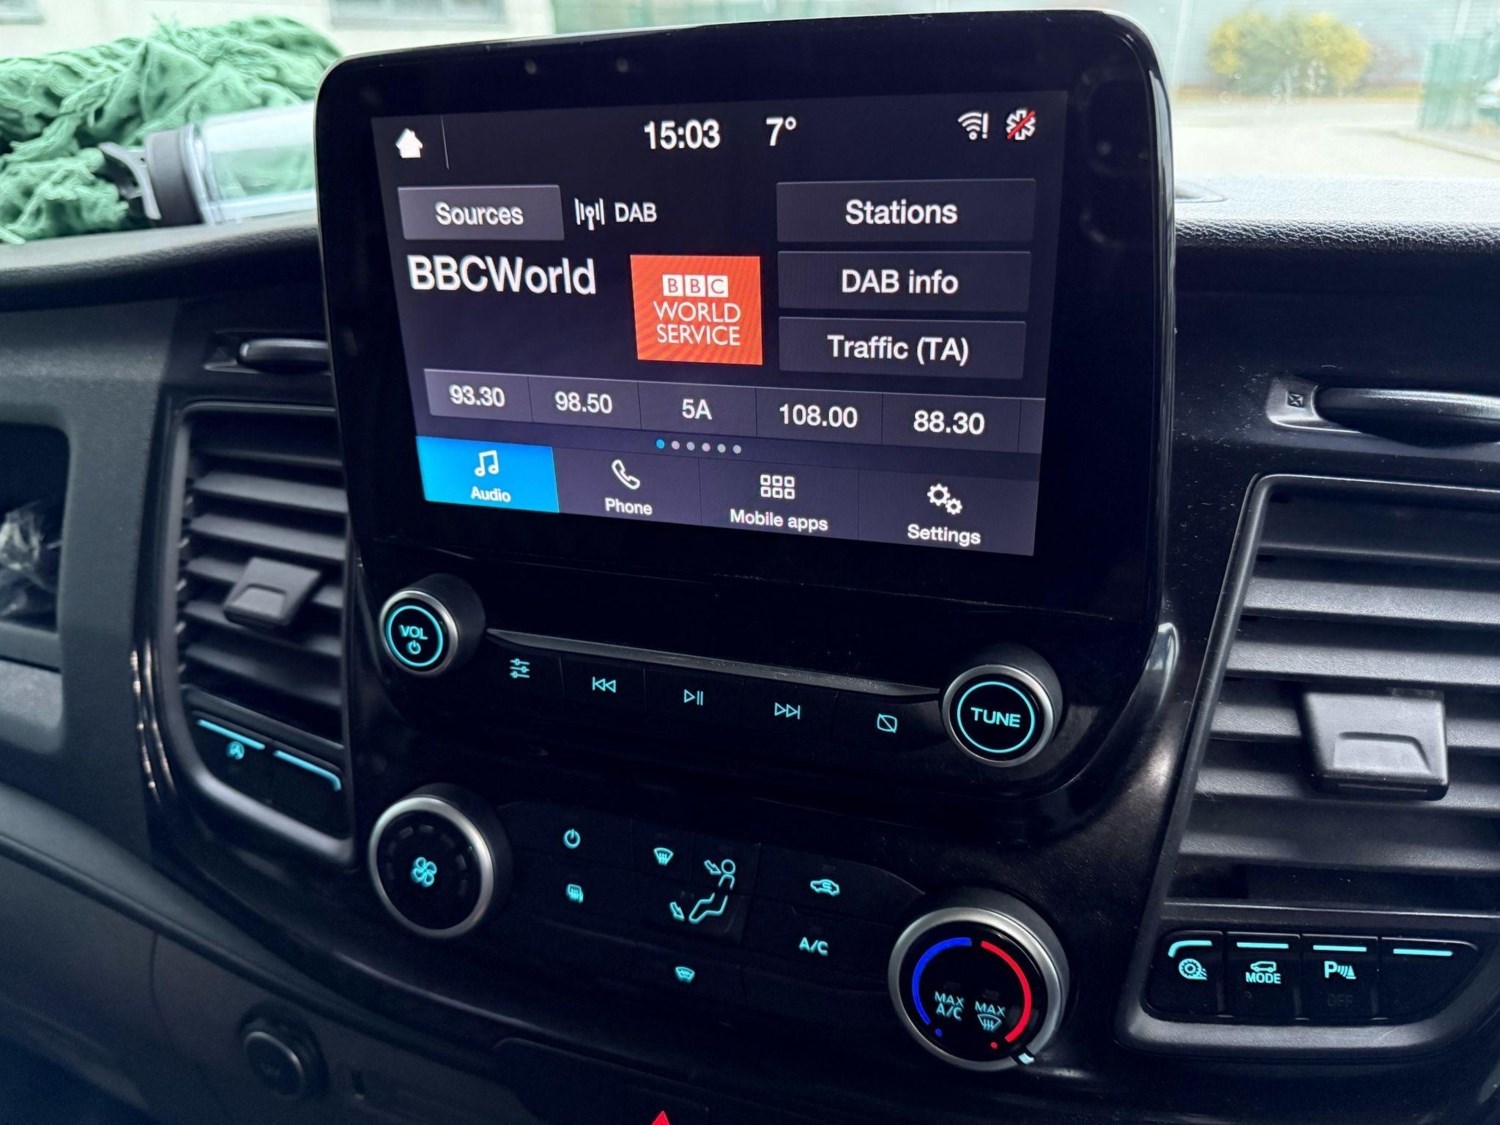 15:03 7°
Sources DAB Stations
BBCWorld
BBC
WORLD
SERVICE
DAB info
Traffic (TA)
93.30 98.50 5A 108.00 88.30
Audio Phone Mobile apps Settings
VOL
TUNE
A/C
MAX
A/C
MAX
MODE
P
OFF